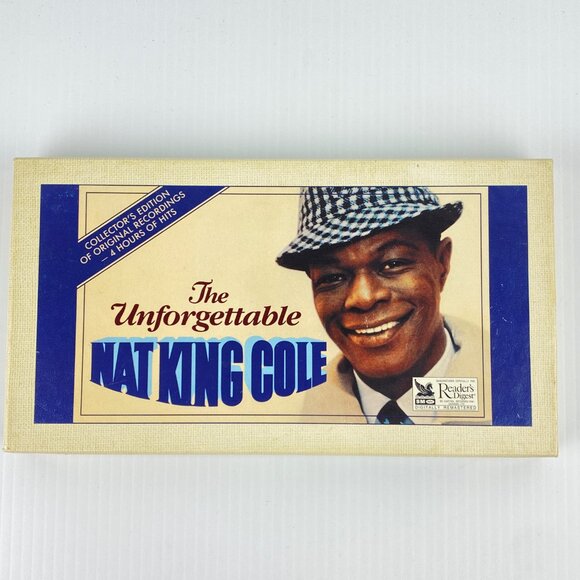 COLLECTOR'S EDITION
OF ORIGINAL RECORDINGS
– 4 HOURS OF HITS
The
Unforgettable
NAT KING COLE
Reader's
Digest
DIGITALLY REMASTERED